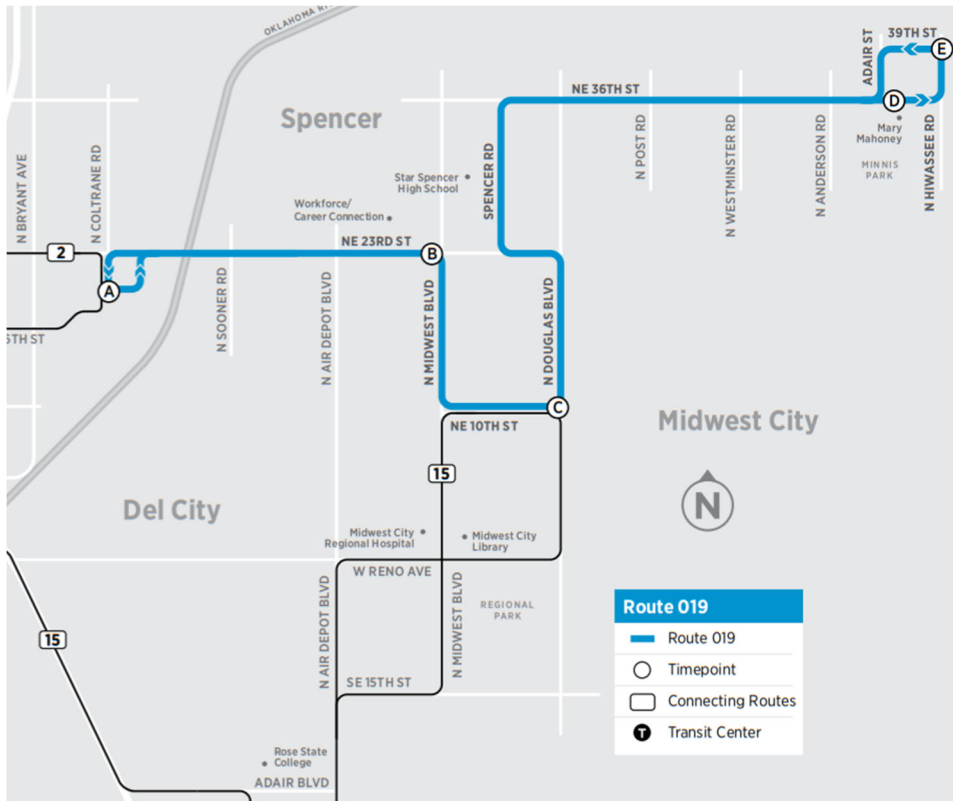 OKLAHOMA RI
39TH ST
E
ADAIR ST
NE 36TH ST
D
Mary
Mahoney
MINNIS
PARK
N HIWASSEE RD
N ANDERSON RD
N WESTMINSTER RD
N POST RD
Spencer
SPENCER RD
Star Spencer
High School
Workforce/
Career Connection
N BRYANT AVE
N COLTRANE RD
NE 23RD ST
B
2
A
5TH ST
N SOONER RD
N AIR DEPOT BLVD
N MIDWEST BLVD
N DOUGLAS BLVD
C
NE 10TH ST
Midwest City
15
N
Del City
Midwest City
Regional Hospital
Midwest City
Library
W RENO AVE
N AIR DEPOT BLVD
N MIDWEST BLVD
REGIONAL
PARK
15
SE 15TH ST
Rose State
College
ADAIR BLVD
Route 019
Route 019
Timepoint
Connecting Routes
T
Transit Center